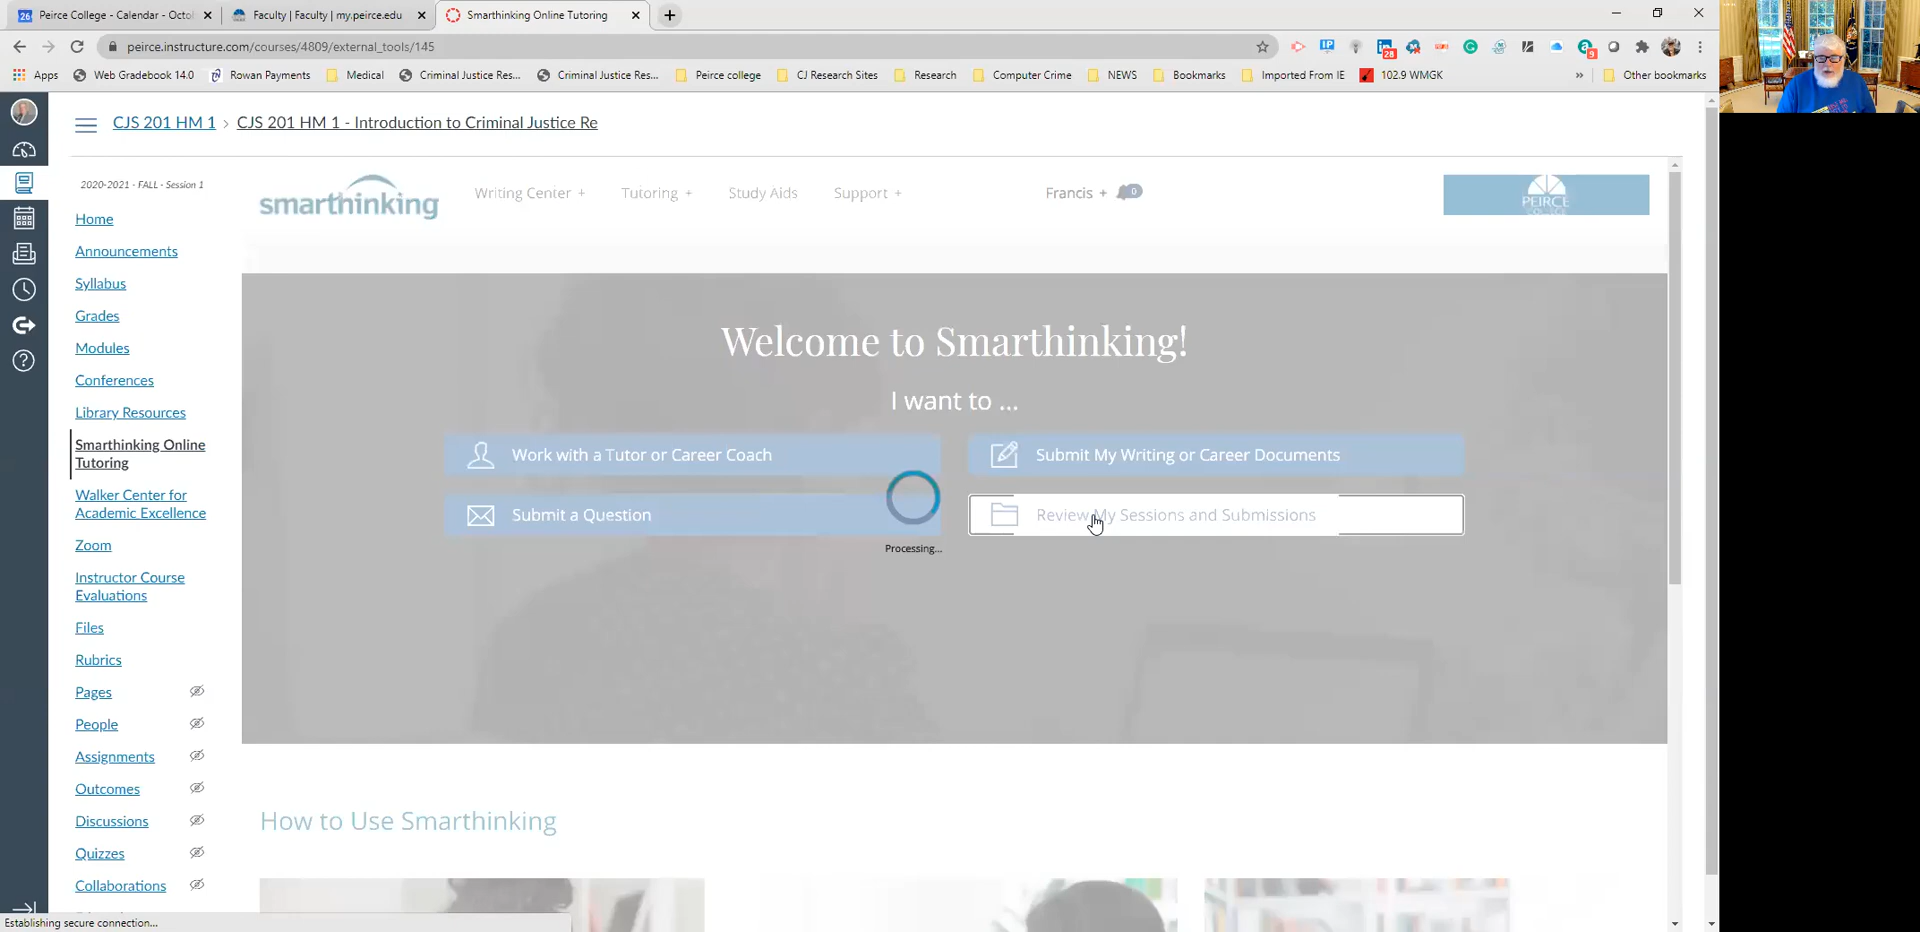 26
Peirce College - Calendar - Octo
Faculty | Faculty | my.peirce.edu
Smarthinking Online Tutoring
peirce.instructure.com/courses/4809/external_tools/145
28
9
Apps
Web Gradebook 14.0
Rowan Payments
Medical
Criminal Justice Res...
Criminal Justice Res...
Peirce college
CJ Research Sites
Research
Computer Crime
NEWS
Bookmarks
Imported From IE
102.9 WMGK
»
Other bookmarks
CJS 201 HM 1 › CJS 201 HM 1 - Introduction to Criminal Justice Re
2020-2021 - FALL - Session 1
Home
Announcements
Syllabus
Grades
Modules
Conferences
Library Resources
Smarthinking Online
Tutoring
Walker Center for
Academic Excellence
Zoom
Instructor Course
Evaluations
Files
Rubrics
Pages
People
Assignments
Outcomes
Discussions
Quizzes
Collaborations
smarthinking
Writing Center +
Tutoring +
Study Aids
Support +
Francis +
0
PEIRCE
Welcome to Smarthinking!
I want to ...
Work with a Tutor or Career Coach
Submit My Writing or Career Documents
Submit a Question
Review My Sessions and Submissions
Processing...
How to Use Smarthinking
Establishing secure connection...